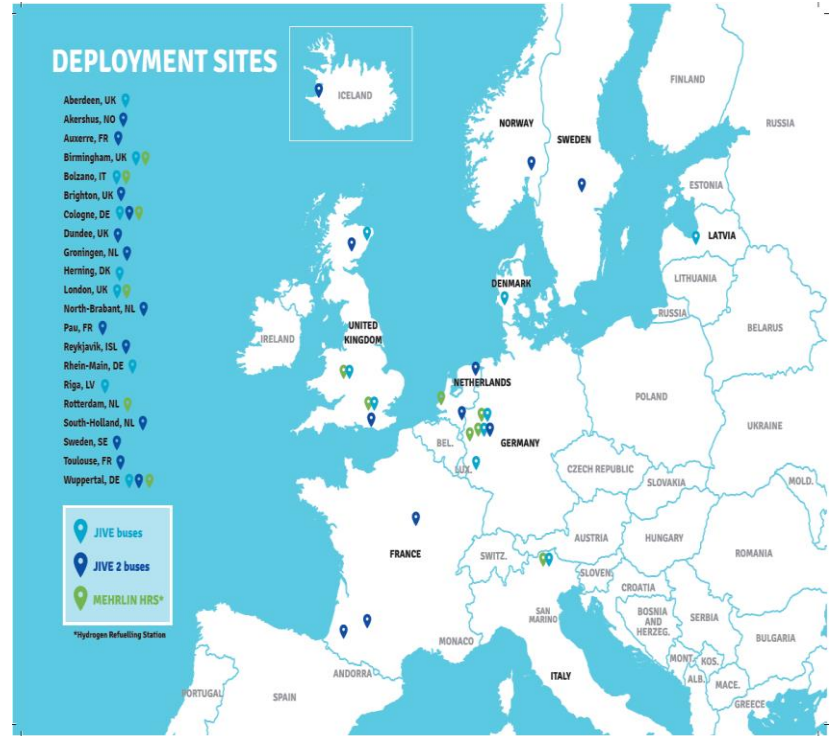 DEPLOYMENT SITES
Aberdeen, UK
Akershus, NO
Auxerre, FR
Birmingham, UK
Bolzano, IT
Brighton, UK
Cologne, DE
Dundee, UK
Groningen, NL
Herning, DK
London, UK
North-Brabant, NL
Pau, FR
Reykjavik, ISL
Rhein-Main, DE
Riga, LV
Rotterdam, NL
South-Holland, NL
Sweden, SE
Toulouse, FR
Wuppertal, DE
JIVE buses
JIVE 2 buses
MEHRLIN HRS*
*Hydrogen Refuelling Station
ICELAND
FINLAND
NORWAY
SWEDEN
RUSSIA
ESTONIA
LATVIA
LITHUANIA
RUSSIA
DENMARK
BELARUS
IRELAND
UNITED
KINGDOM
NETHERLANDS
POLAND
UKRAINE
BEL.
GERMANY
LUX.
CZECH REPUBLIC
SLOVAKIA
MOLD.
FRANCE
SWITZ.
AUSTRIA
HUNGARY
ROMANIA
SLOVEN.
CROATIA
SAN
MARINO
BOSNIA
AND
HERZEG.
SERBIA
BULGARIA
MONACO
ANDORRA
ITALY
MONT.
KOS.
ALB.
MACE.
GREECE
PORTUGAL
SPAIN